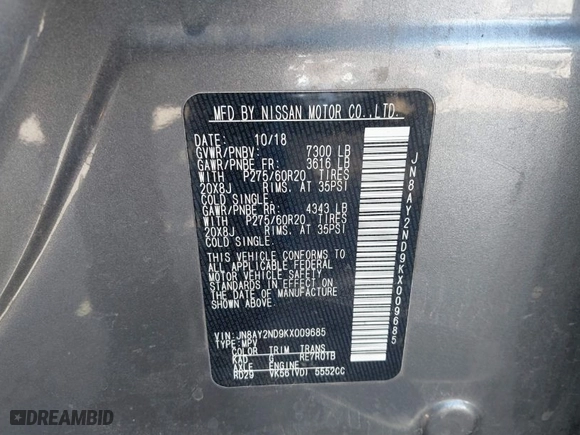 MFD BY NISSAN MOTOR CO.,LTD.
DATE: 10/18
GVWR/PNBV: 7300 LB
GAWR/PNBE FR: 3616 LB
WITH P275/60R20 TIRES
20X8J RIMS. AT 35PSI
COLD SINGLE.
GAWR/PNBE RR: 4343 LB
WITH P275/60R20 TIRES
20X8J RIMS. AT 35PSI
COLD SINGLE.
THIS VEHICLE CONFORMS TO
ALL APPLICABLE FEDERAL
MOTOR VEHICLE SAFETY
STANDARDS IN EFFECT ON
THE DATE OF MANUFACTURE
SHOWN ABOVE.
VIN: JN8AY2ND9KX009685
TYPE: MPV
COLOR TRIM TRANS
KAD G RE7R01B
AXLE ENGINE
RD29 VK56(VD) 5552CC
JN8AY2ND9KX009685
DREAMBID